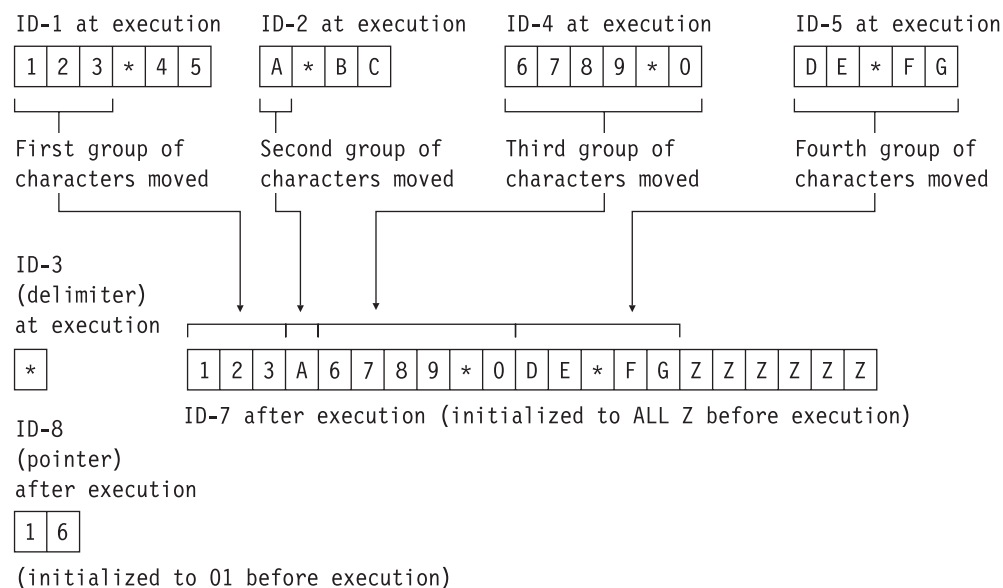 ID-1 at execution
ID-2 at execution
ID-4 at execution
ID-5 at execution
1 2 3 * 4 5
A * B C
6 7 8 9 * 0
D E * F G
First group of
characters moved
Second group of
characters moved
Third group of
characters moved
Fourth group of
characters moved
ID-3
(delimiter)
at execution
*
1 2 3 A 6 7 8 9 * 0 D E * F G Z Z Z Z Z Z
ID-7 after execution (initialized to ALL Z before execution)
ID-8
(pointer)
after execution
1 6
(initialized to 01 before execution)